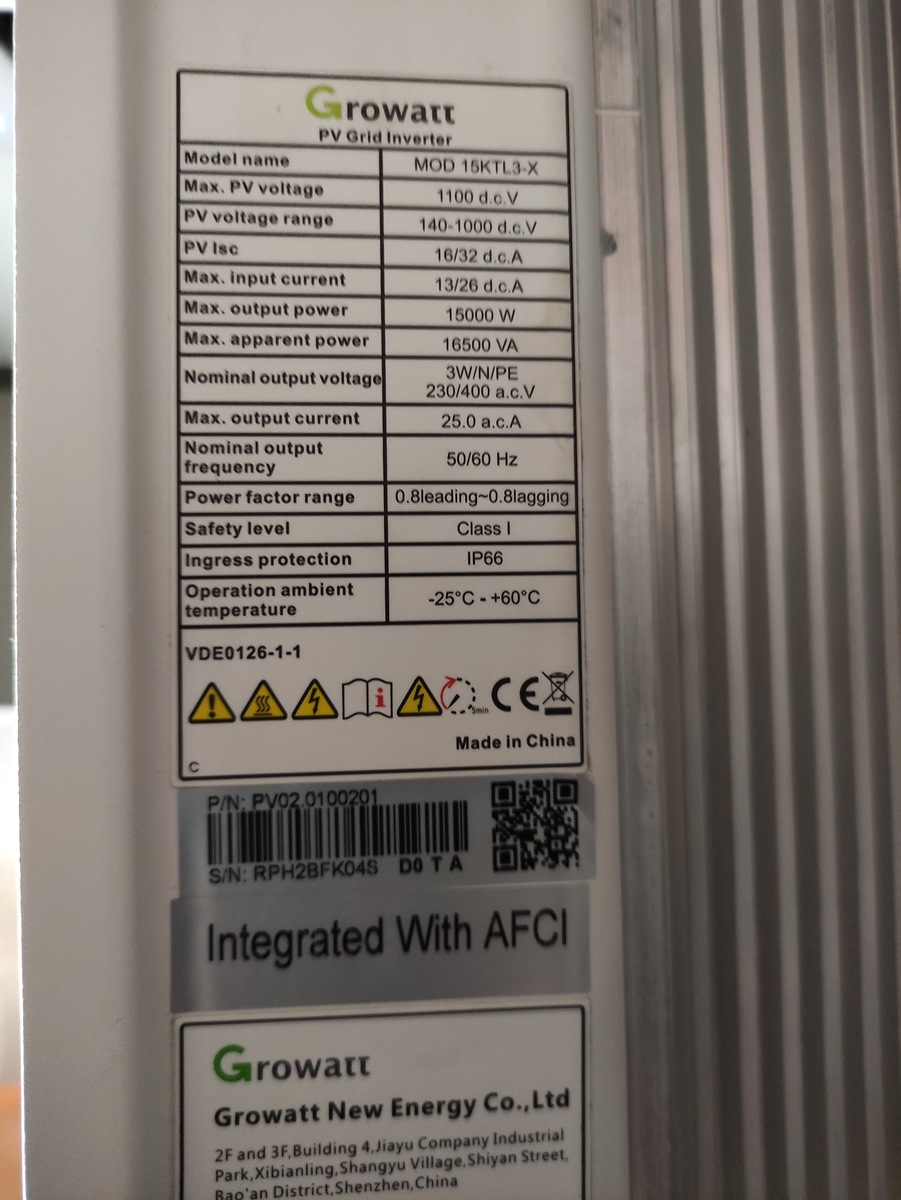 Growatt
PV Grid Inverter
Model name MOD 15KTL3-X
Max. PV voltage 1100 d.c.V
PV voltage range 140-1000 d.c.V
PV Isc 16/32 d.c.A
Max. input current 13/26 d.c.A
Max. output power 15000 W
Max. apparent power 16500 VA
Nominal output voltage 3W/N/PE
230/400 a.c.V
Max. output current 25.0 a.c.A
Nominal output
frequency 50/60 Hz
Power factor range 0.8leading~0.8lagging
Safety level Class I
Ingress protection IP66
Operation ambient
temperature -25°C - +60°C
VDE0126-1-1
5min CE
Made in China
C
P/N: PV02.0100201
S/N: RPH2BFK04S D0 T A
Integrated With AFCI
Growatt
Growatt New Energy Co.,Ltd
2F and 3F,Building 4,Jiayu Company Industrial
Park,Xibianling,Shangyu Village,Shiyan Street,
Bao'an District,Shenzhen,China